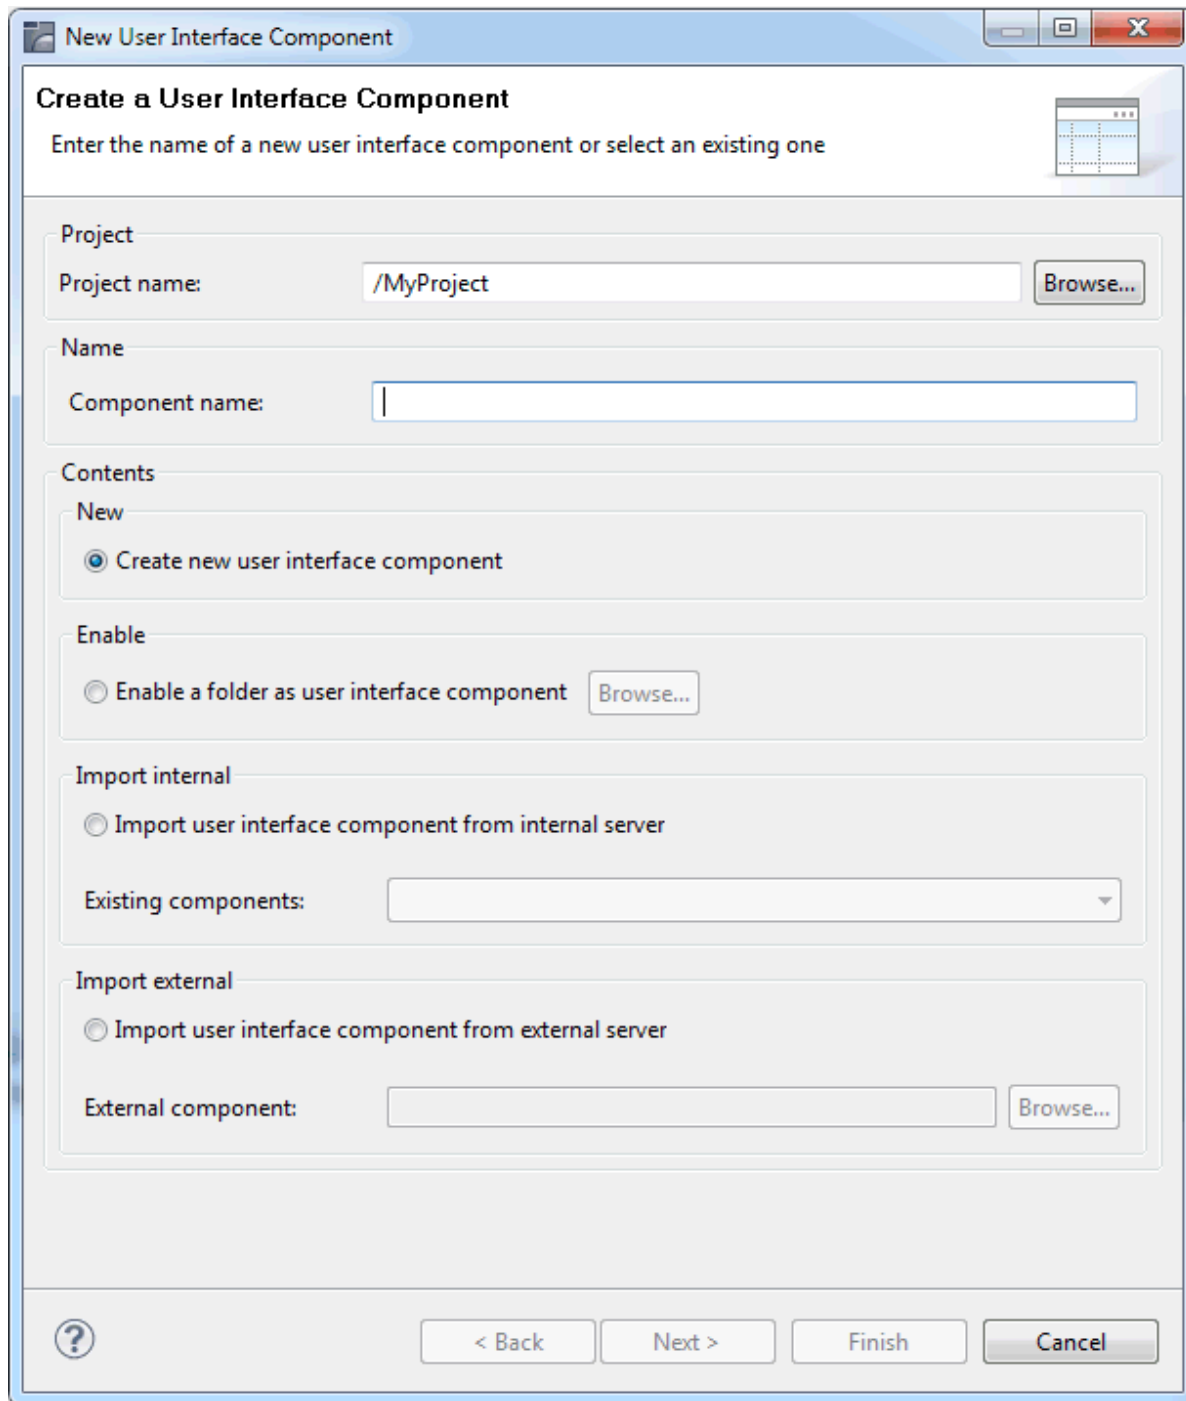 New User Interface Component
Create a User Interface Component
Enter the name of a new user interface component or select an existing one
Project
Project name: /MyProject Browse...
Name
Component name:
Contents
New
Create new user interface component
Enable
Enable a folder as user interface component Browse...
Import internal
Import user interface component from internal server
Existing components:
Import external
Import user interface component from external server
External component: Browse...
? < Back Next > Finish Cancel